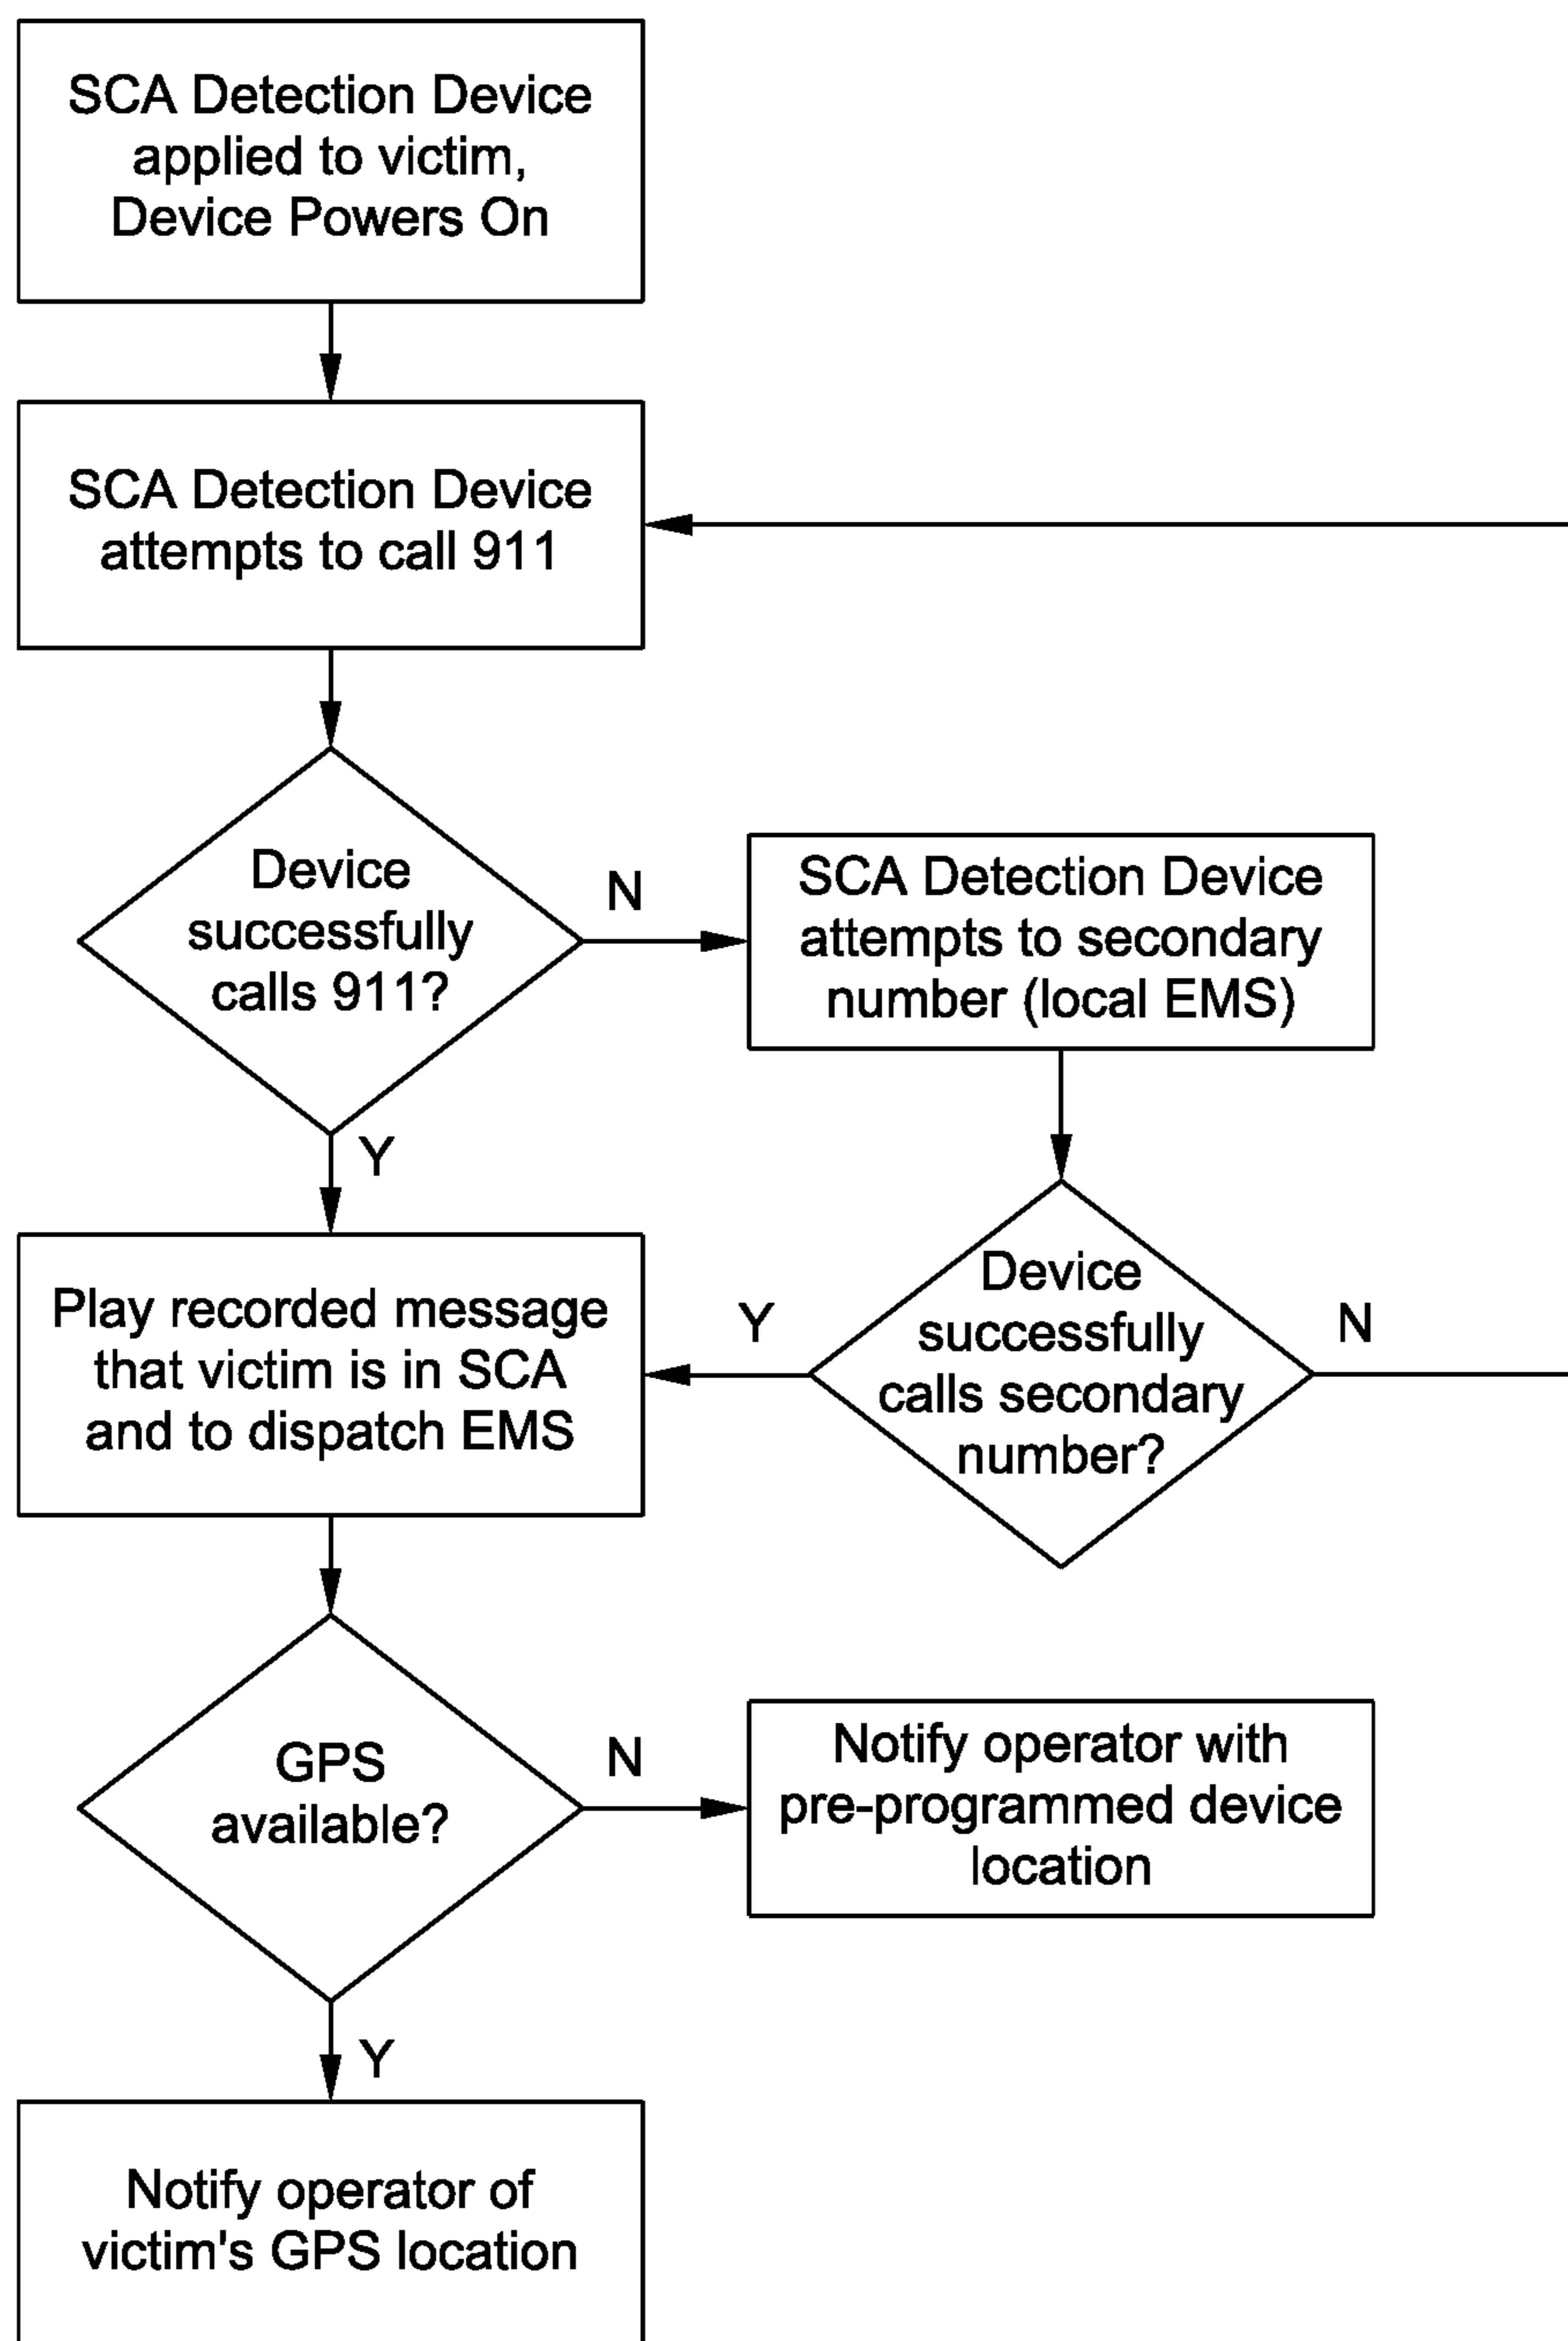 SCA Detection Device
applied to victim,
Device Powers On
SCA Detection Device
attempts to call 911
Device
successfully
calls 911?
N
SCA Detection Device
attempts to secondary
number (local EMS)
Y
Play recorded message
that victim is in SCA
and to dispatch EMS
Y
Device
successfully
calls secondary
number?
N
GPS
available?
N
Notify operator with
pre-programmed device
location
Y
Notify operator of
victim's GPS location